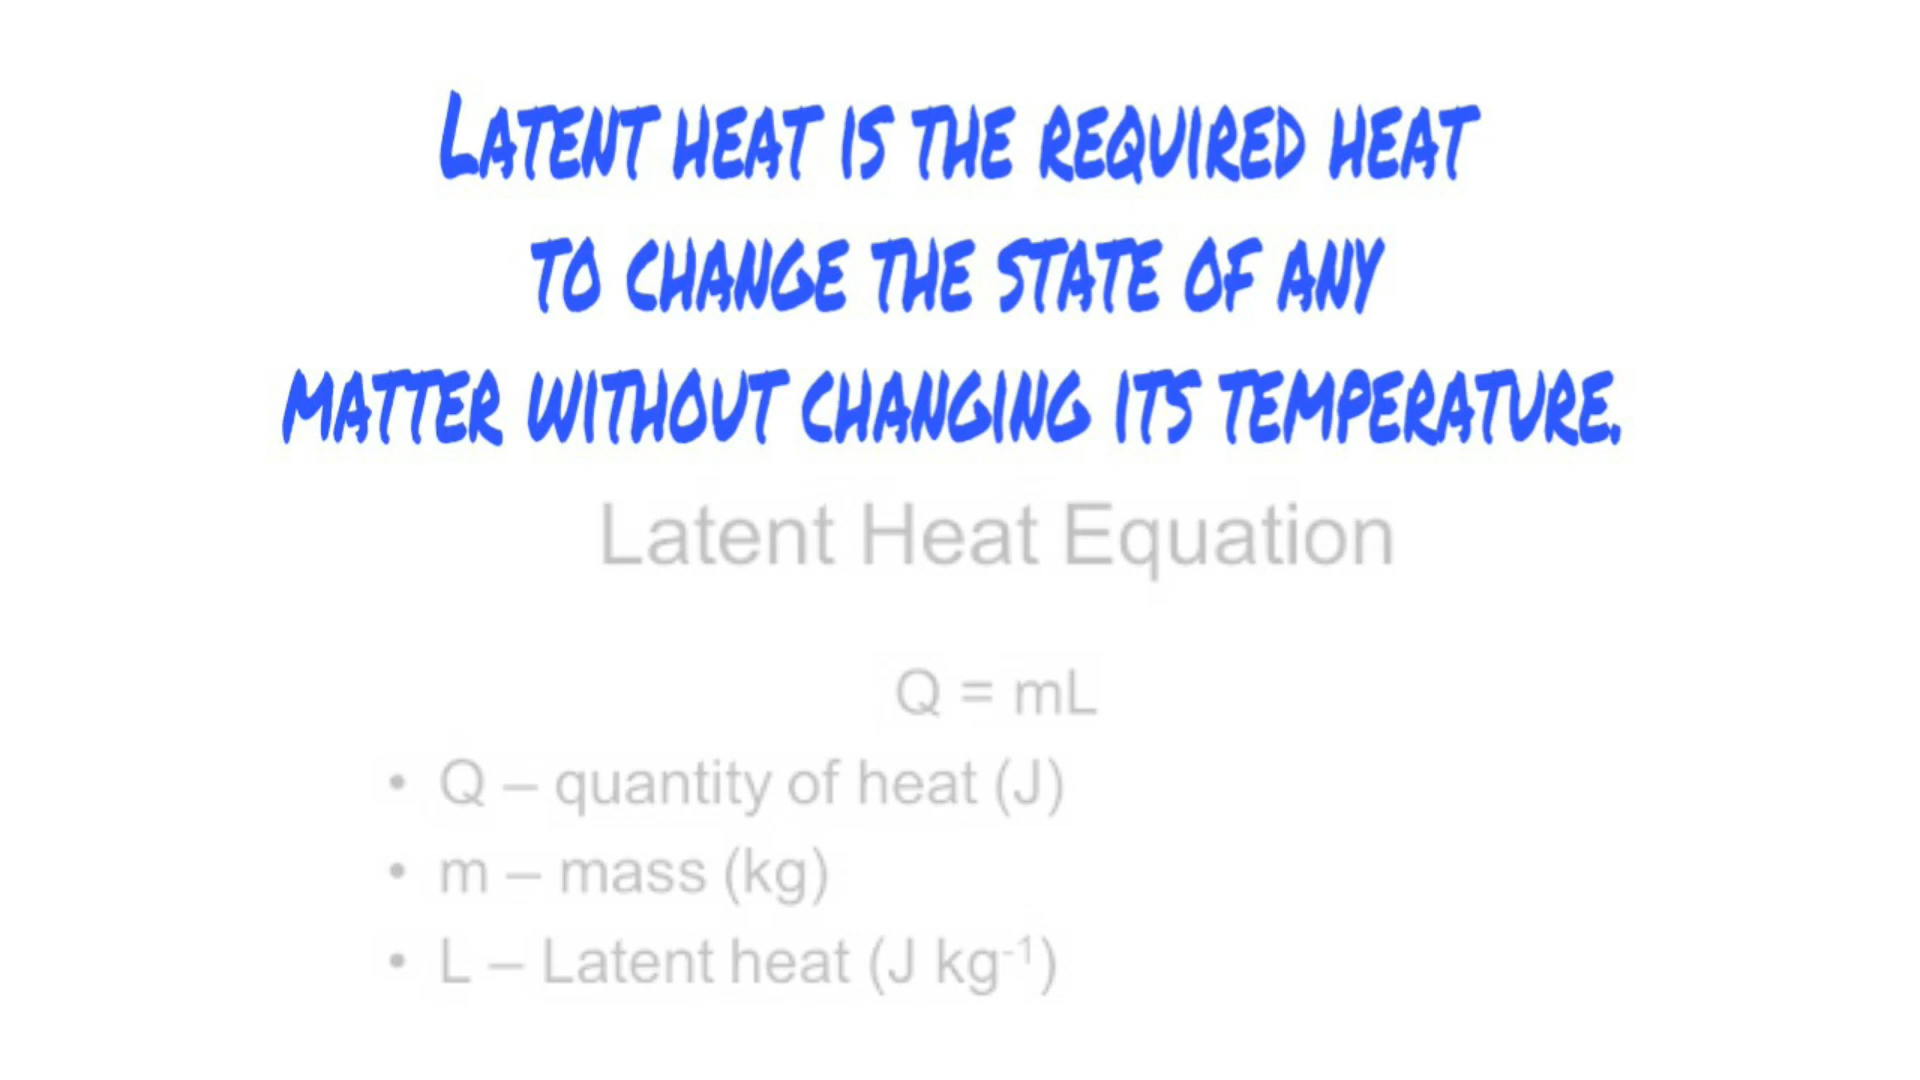 Latent heat is the required heat
to change the state of any
matter without changing its temperature.
Latent Heat Equation
Q = mL
• Q – quantity of heat (J)
• m – mass (kg)
• L – Latent heat (J kg⁻¹)